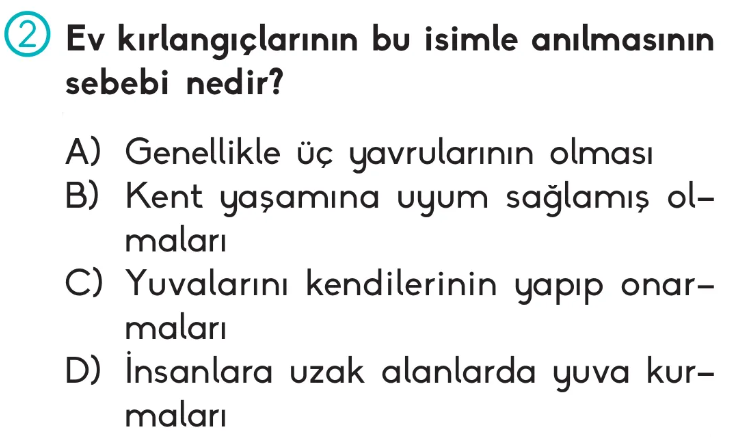 2 Ev kırlangıçlarının bu isimle anılmasının
sebebi nedir?
A) Genellikle üç yavrularının olması
B) Kent yaşamına uyum sağlamış ol-
maları
C) Yuvalarını kendilerinin yapıp onar-
maları
D) İnsanlara uzak alanlarda yuva kur-
maları